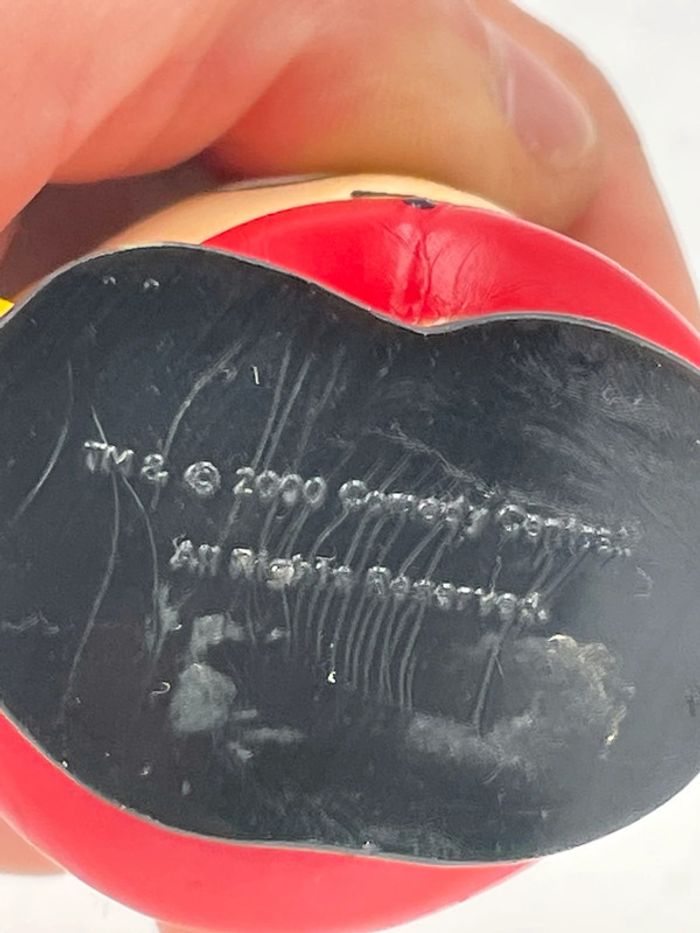 TM & © 2000 Comedy Central
All Rights Reserved.